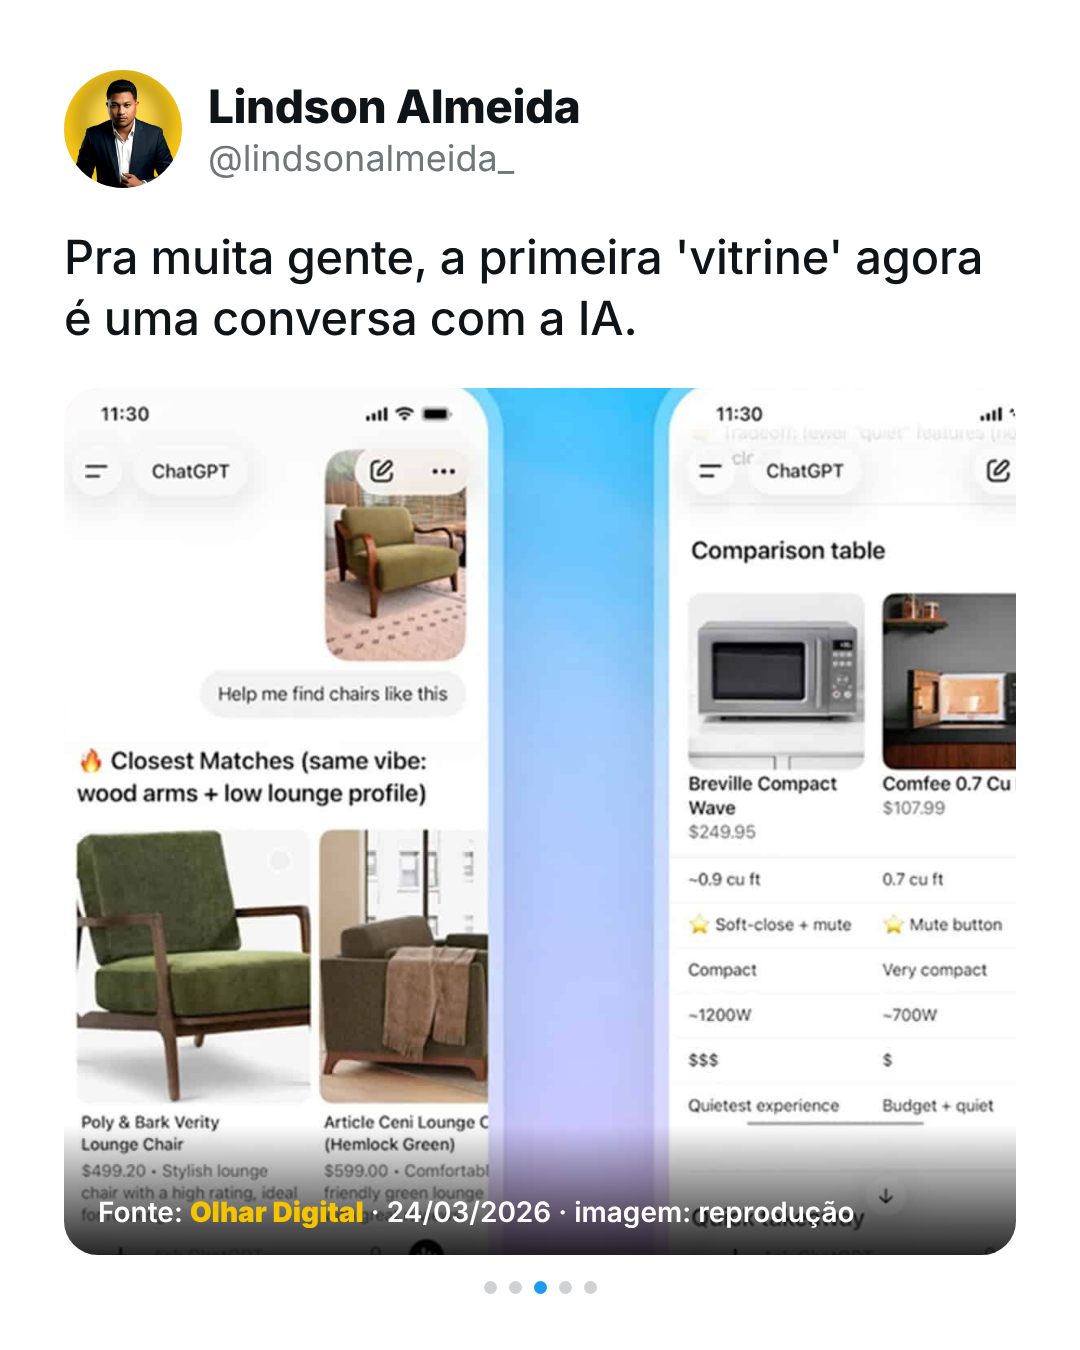 Lindson Almeida
@lindsonalmeida_
Pra muita gente, a primeira 'vitrine' agora
é uma conversa com a IA.
11:30
ChatGPT
Help me find chairs like this
🔥 Closest Matches (same vibe:
wood arms + low lounge profile)
Poly & Bark Verity
Lounge Chair
$499.20 • Stylish lounge
chair with a high rating, ideal
Article Ceni Lounge C
(Hemlock Green)
$599.00 • Comfortabl
friendly green lounge
11:30
Tradeoff: fewer "quiet" features (no
ChatGPT
Comparison table
Breville Compact
Wave
$249.95
Comfee 0.7 Cu
$107.99
~0.9 cu ft 0.7 cu ft
⭐ Soft-close + mute ⭐ Mute button
Compact Very compact
~1200W ~700W
$$$ $
Quietest experience Budget + quiet
Fonte: Olhar Digital · 24/03/2026 · imagem: reprodução